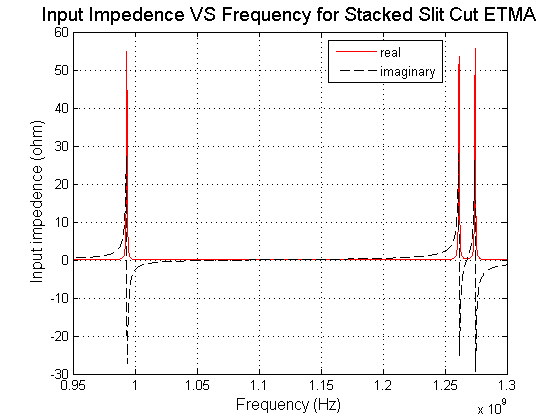 Input Impedence VS Frequency for Stacked Slit Cut ETMA
60
50
40
30
20
10
0
-10
-20
-30
Input impedence (ohm)
real
imaginary
0.95 1 1.05 1.1 1.15 1.2 1.25 1.3
x 10⁹
Frequency (Hz)